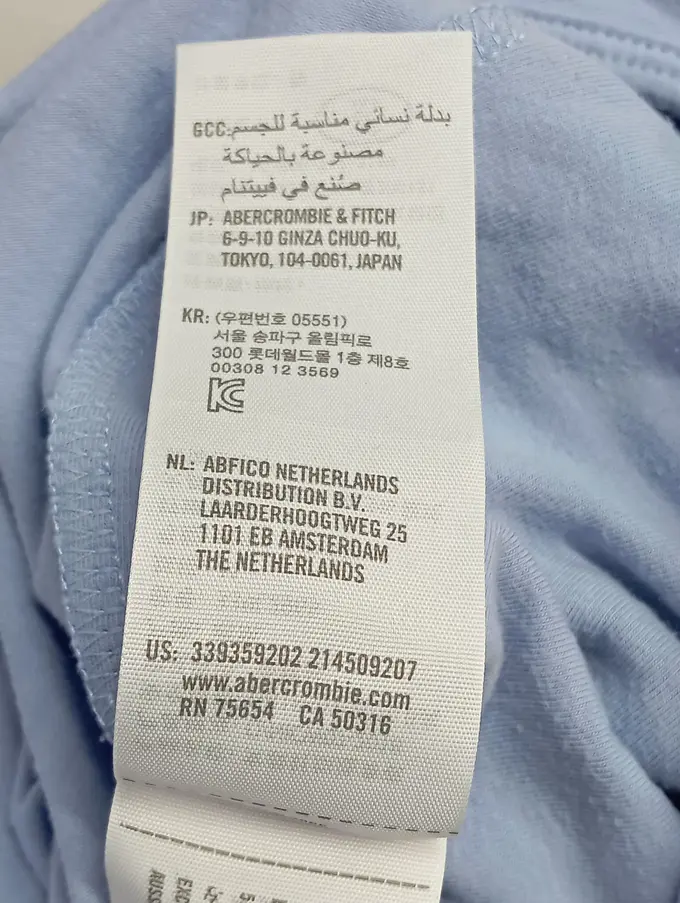 GCC: بدلة نسائي مناسبة للجسم
مصنوعة بالحياكة
صُنع في فييتنام
JP: ABERCROMBIE & FITCH
6-9-10 GINZA CHUO-KU,
TOKYO, 104-0061, JAPAN
KR: (우편번호 05551)
서울 송파구 올림픽로
300 롯데월드몰 1층 제8호
00308 12 3569
NL: ABFICO NETHERLANDS
DISTRIBUTION B.V.
LAARDERHOOGTWEG 25
1101 EB AMSTERDAM
THE NETHERLANDS
US: 339359202 214509207
www.abercrombie.com
RN 75654 CA 50316